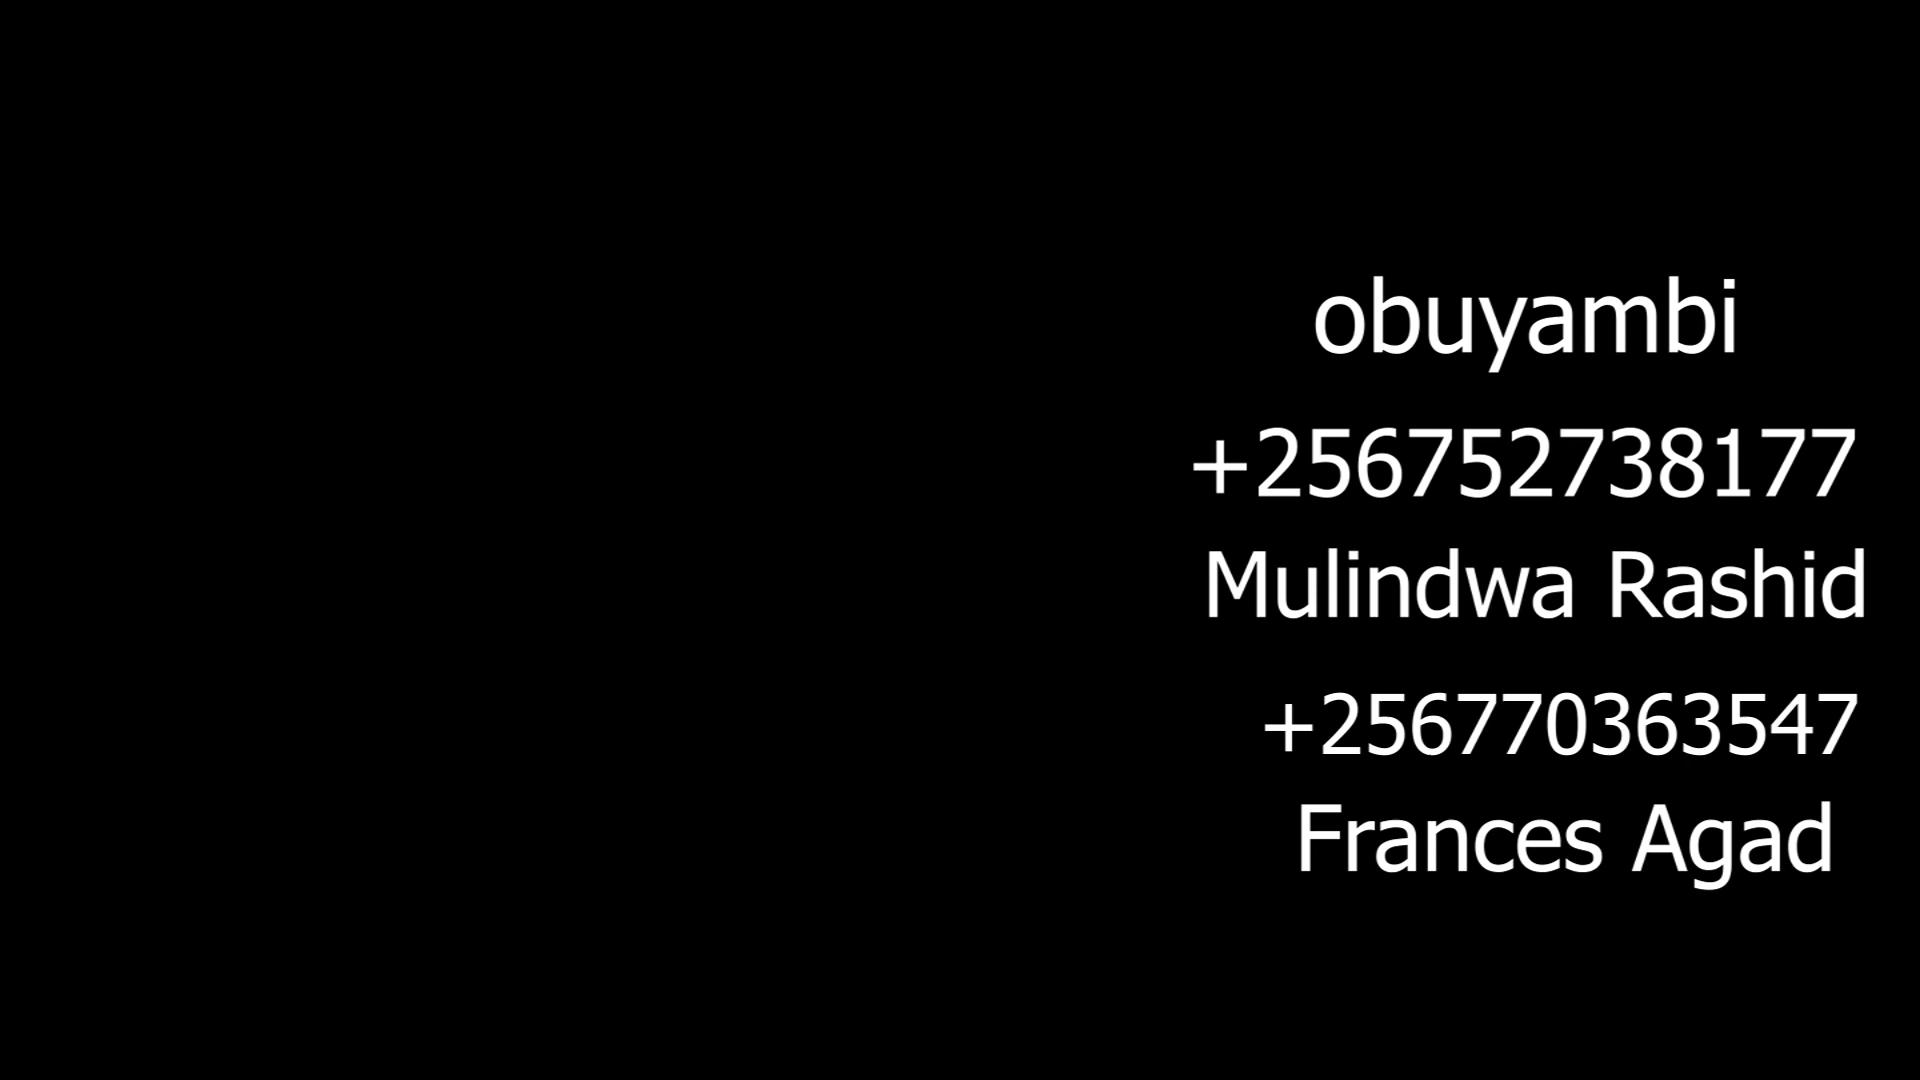 obuyambi
+256752738177
Mulindwa Rashid
+256770363547
Frances Agad